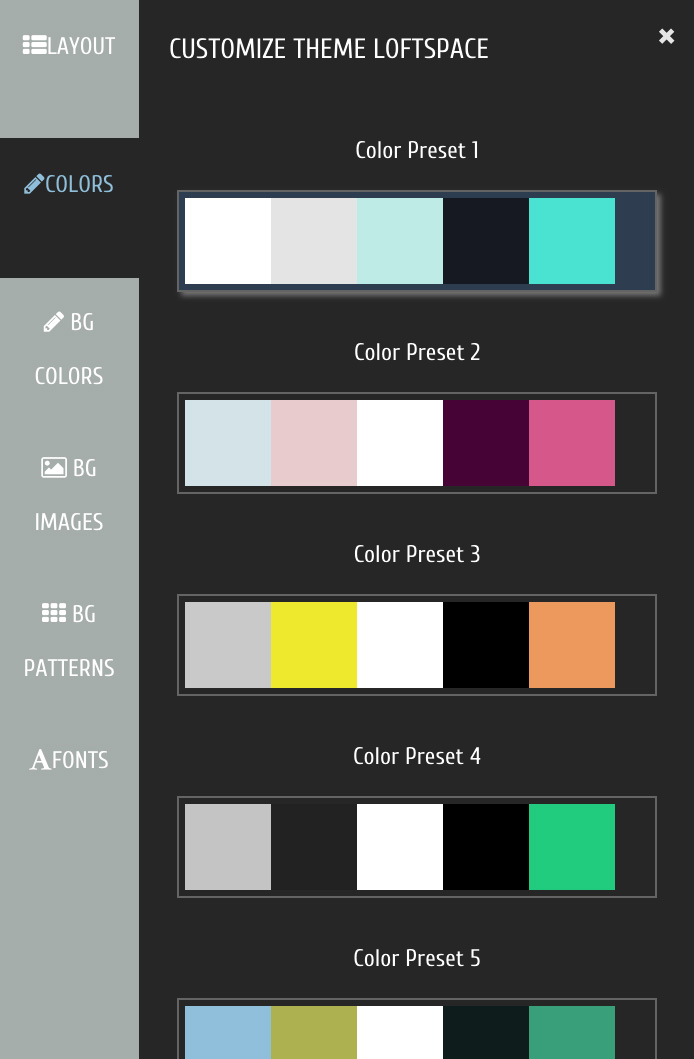 LAYOUT
CUSTOMIZE THEME LOFTSPACE
COLORS
BG
COLORS
BG
IMAGES
BG
PATTERNS
FONTS
Color Preset 1
Color Preset 2
Color Preset 3
Color Preset 4
Color Preset 5